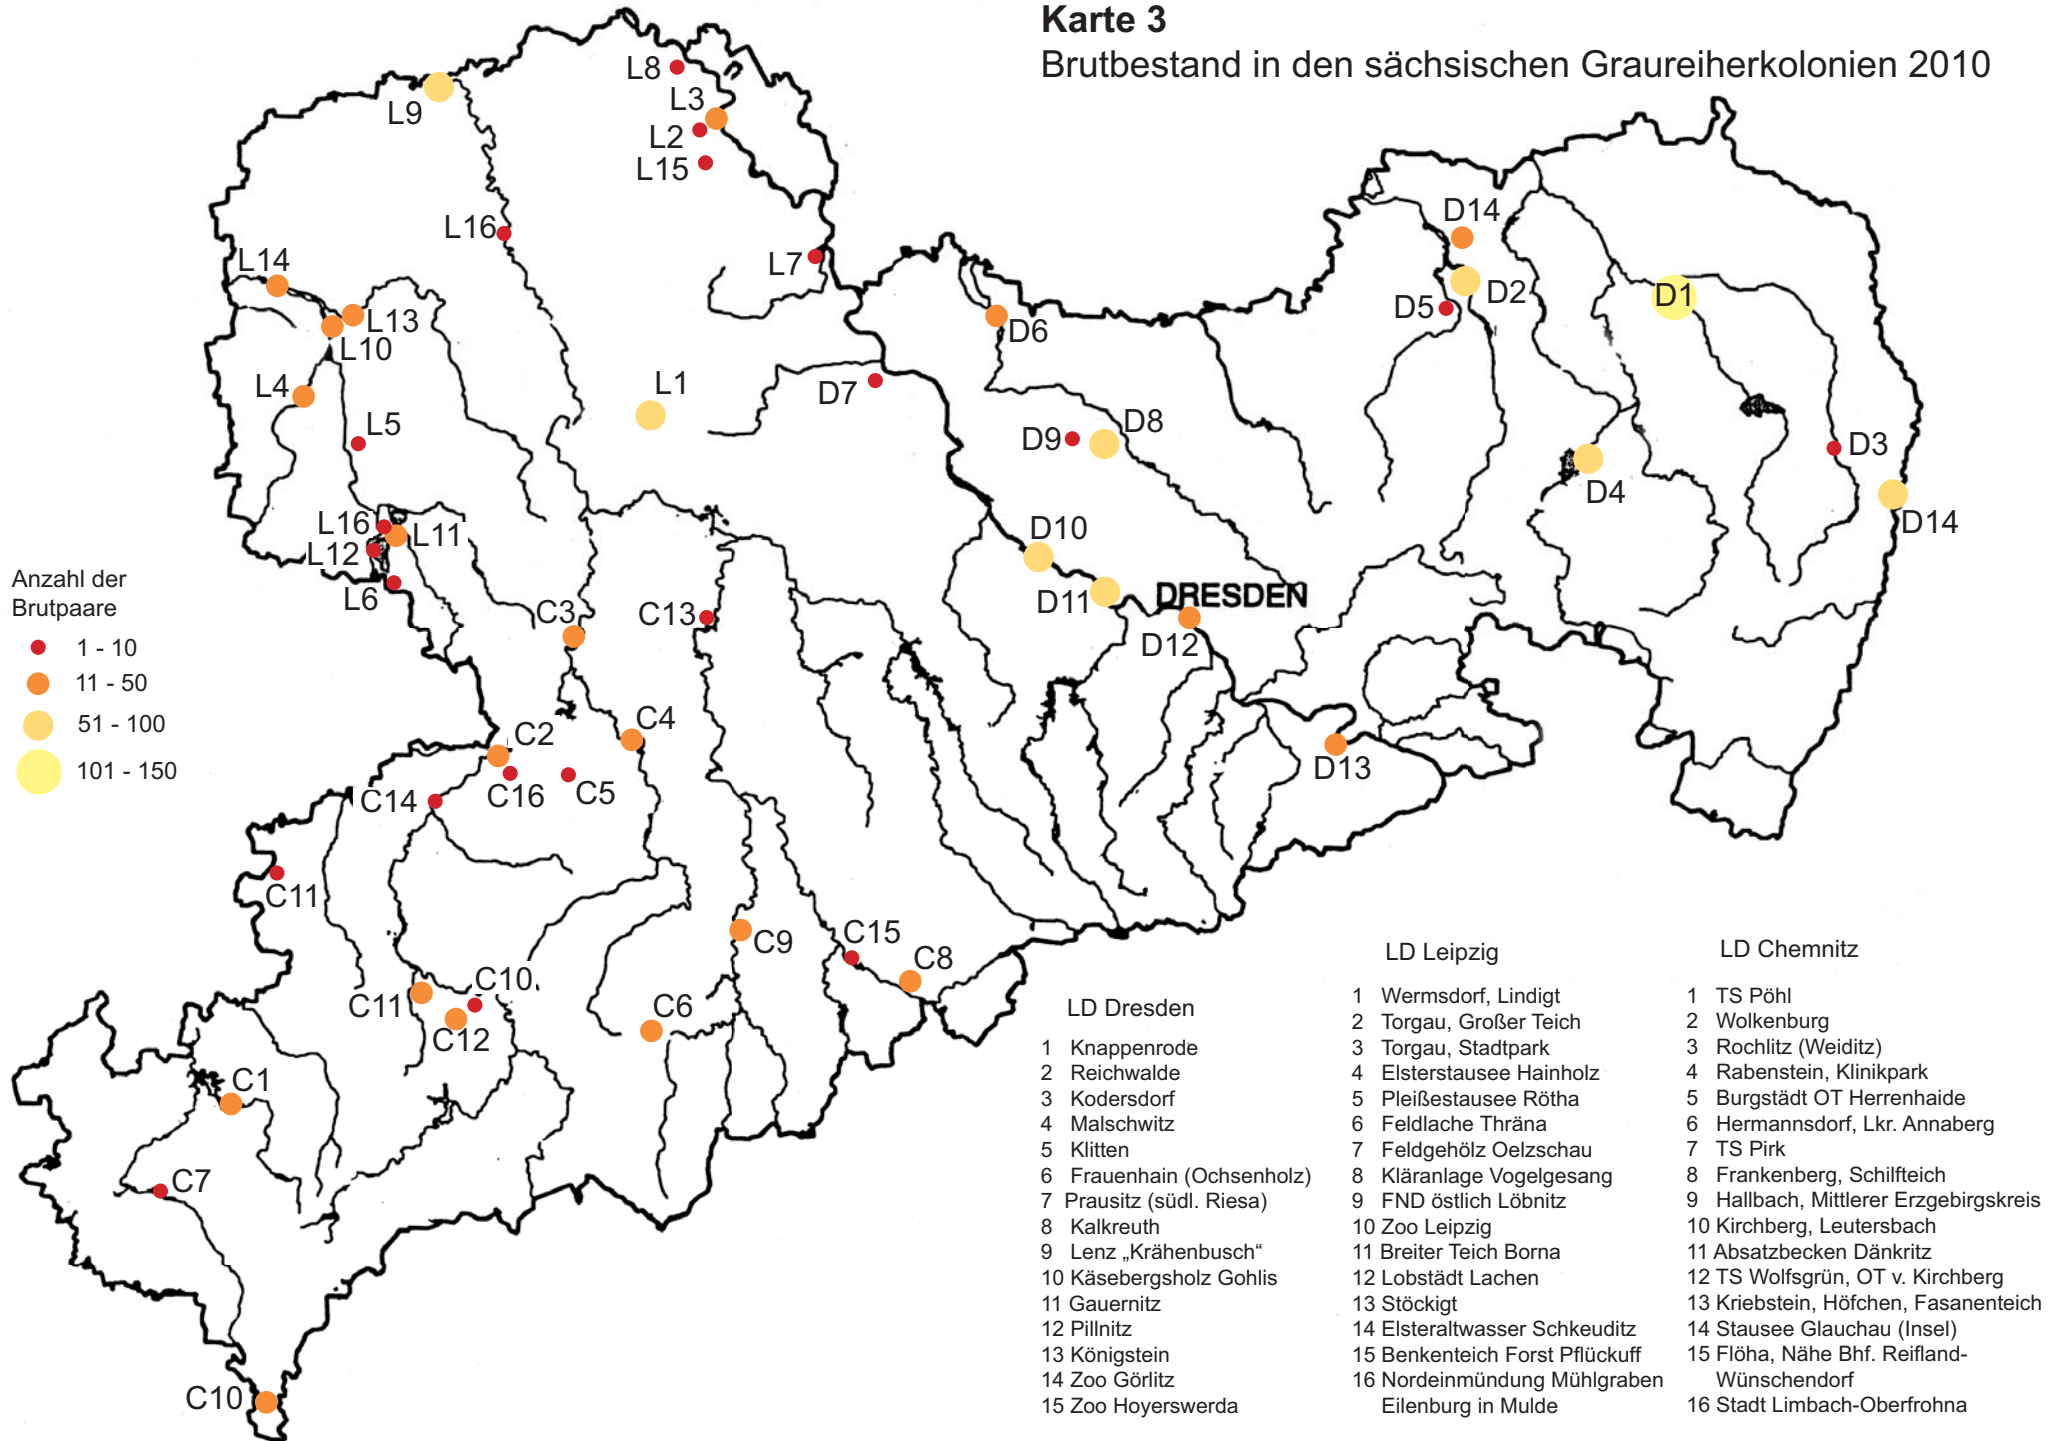 Karte 3
Brutbestand in den sächsischen Graureiherkolonien 2010
L8
L9
L3
L2
L15
L16
D14
L14
L7
D1
D2
D5
L13
D6
L10
L4
L1
D7
L5
D8
D9
D3
D4
L16
L11
D14
L12
D10
L6
D11
DRESDEN
C3
C13
D12
Anzahl der
Brutpaare
1 - 10
11 - 50
51 - 100
101 - 150
C4
C2
D13
C16
C5
C14
C11
C15
C9
C8
C10
C11
C6
C12
C1
C7
C10
LD Dresden
1 Knappenrode
2 Reichwalde
3 Kodersdorf
4 Malschwitz
5 Klitten
6 Frauenhain (Ochsenholz)
7 Prausitz (südl. Riesa)
8 Kalkreuth
9 Lenz „Krähenbusch“
10 Käsebergsholz Gohlis
11 Gauernitz
12 Pillnitz
13 Königstein
14 Zoo Görlitz
15 Zoo Hoyerswerda
LD Leipzig
1 Wermsdorf, Lindigt
2 Torgau, Großer Teich
3 Torgau, Stadtpark
4 Elsterstausee Hainholz
5 Pleißestausee Rötha
6 Feldlache Thräna
7 Feldgehölz Oelzschau
8 Kläranlage Vogelgesang
9 FND östlich Löbnitz
10 Zoo Leipzig
11 Breiter Teich Borna
12 Lobstädt Lachen
13 Stöckigt
14 Elsteraltwasser Schkeuditz
15 Benkenteich Forst Pflückuff
16 Nordeinmündung Mühlgraben
Eilenburg in Mulde
LD Chemnitz
1 TS Pöhl
2 Wolkenburg
3 Rochlitz (Weiditz)
4 Rabenstein, Klinikpark
5 Burgstädt OT Herrenhaide
6 Hermannsdorf, Lkr. Annaberg
7 TS Pirk
8 Frankenberg, Schilfteich
9 Hallbach, Mittlerer Erzgebirgskreis
10 Kirchberg, Leutersbach
11 Absatzbecken Dänkritz
12 TS Wolfsgrün, OT v. Kirchberg
13 Kriebstein, Höfchen, Fasanenteich
14 Stausee Glauchau (Insel)
15 Flöha, Nähe Bhf. Reifland-
Wünschendorf
16 Stadt Limbach-Oberfrohna